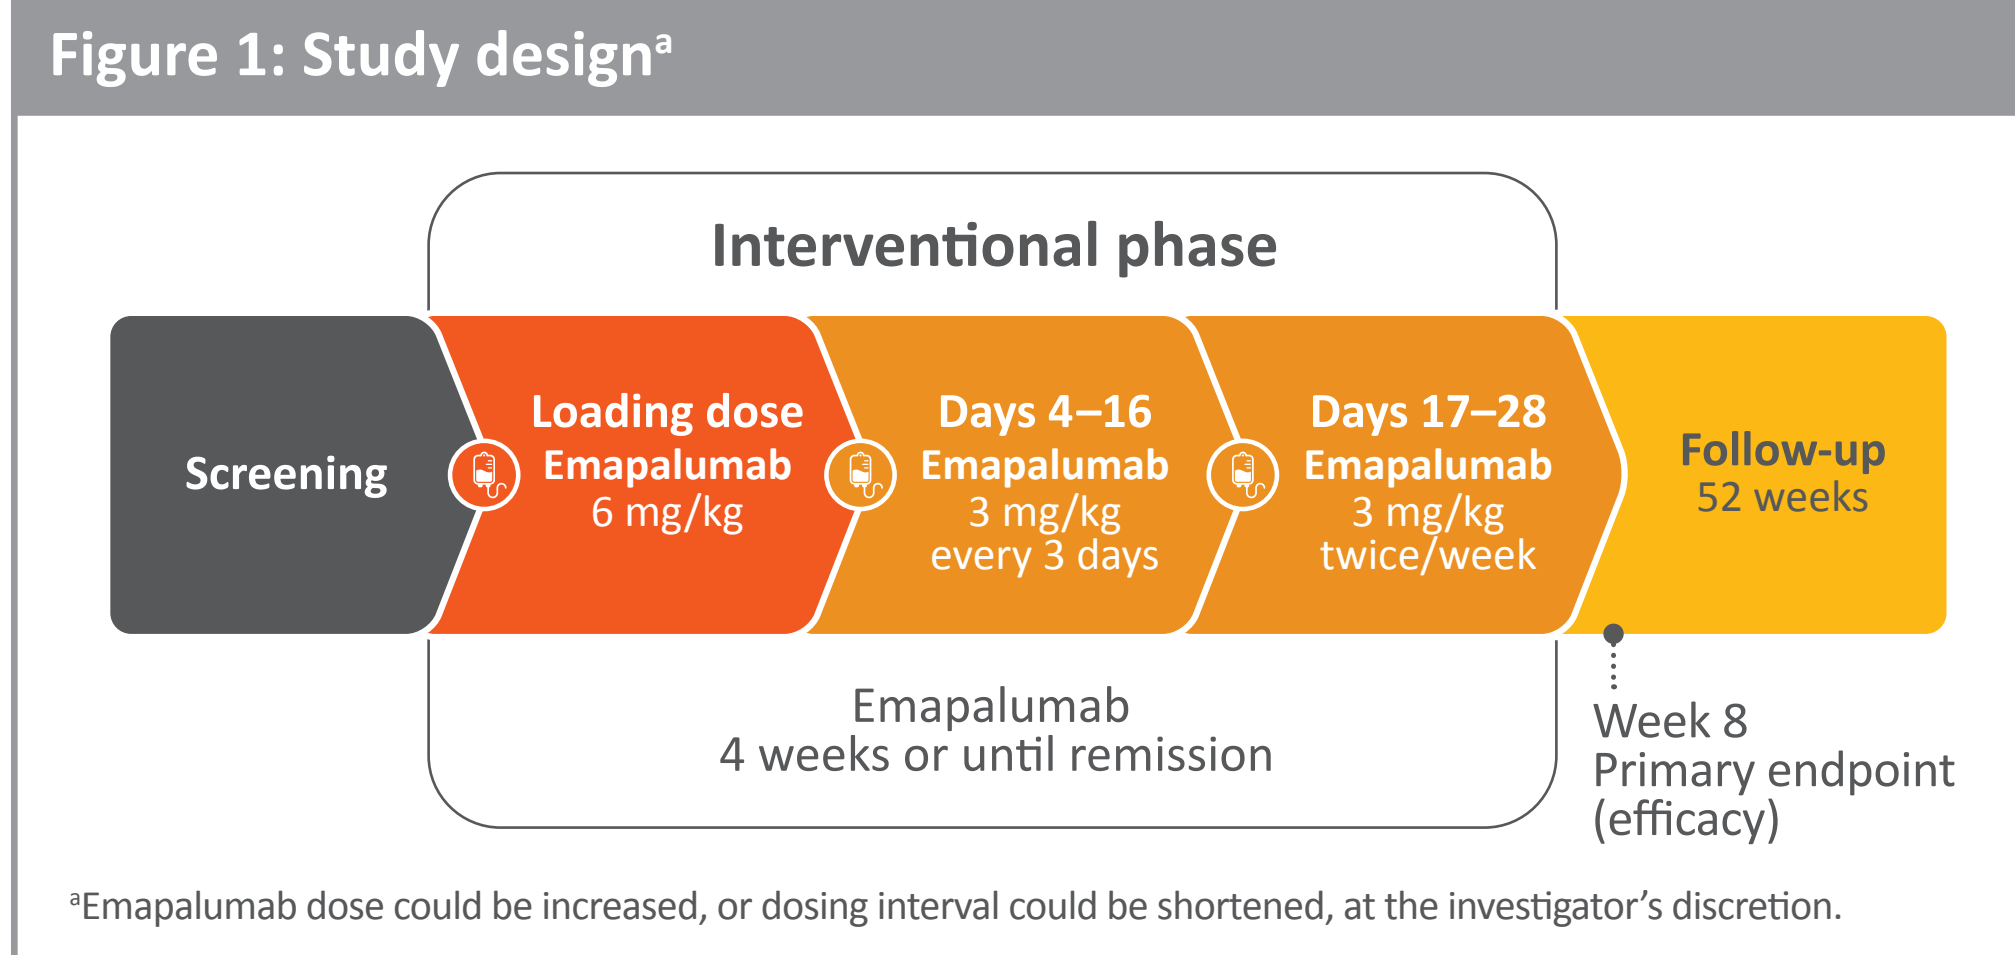 Figure 1: Study designª
Interventional phase
Screening
Loading dose
Emapalumab
6 mg/kg
Days 4–16
Emapalumab
3 mg/kg
every 3 days
Days 17–28
Emapalumab
3 mg/kg
twice/week
Follow-up
52 weeks
Emapalumab
4 weeks or until remission
Week 8
Primary endpoint
(efficacy)
ªEmapalumab dose could be increased, or dosing interval could be shortened, at the investigator’s discretion.